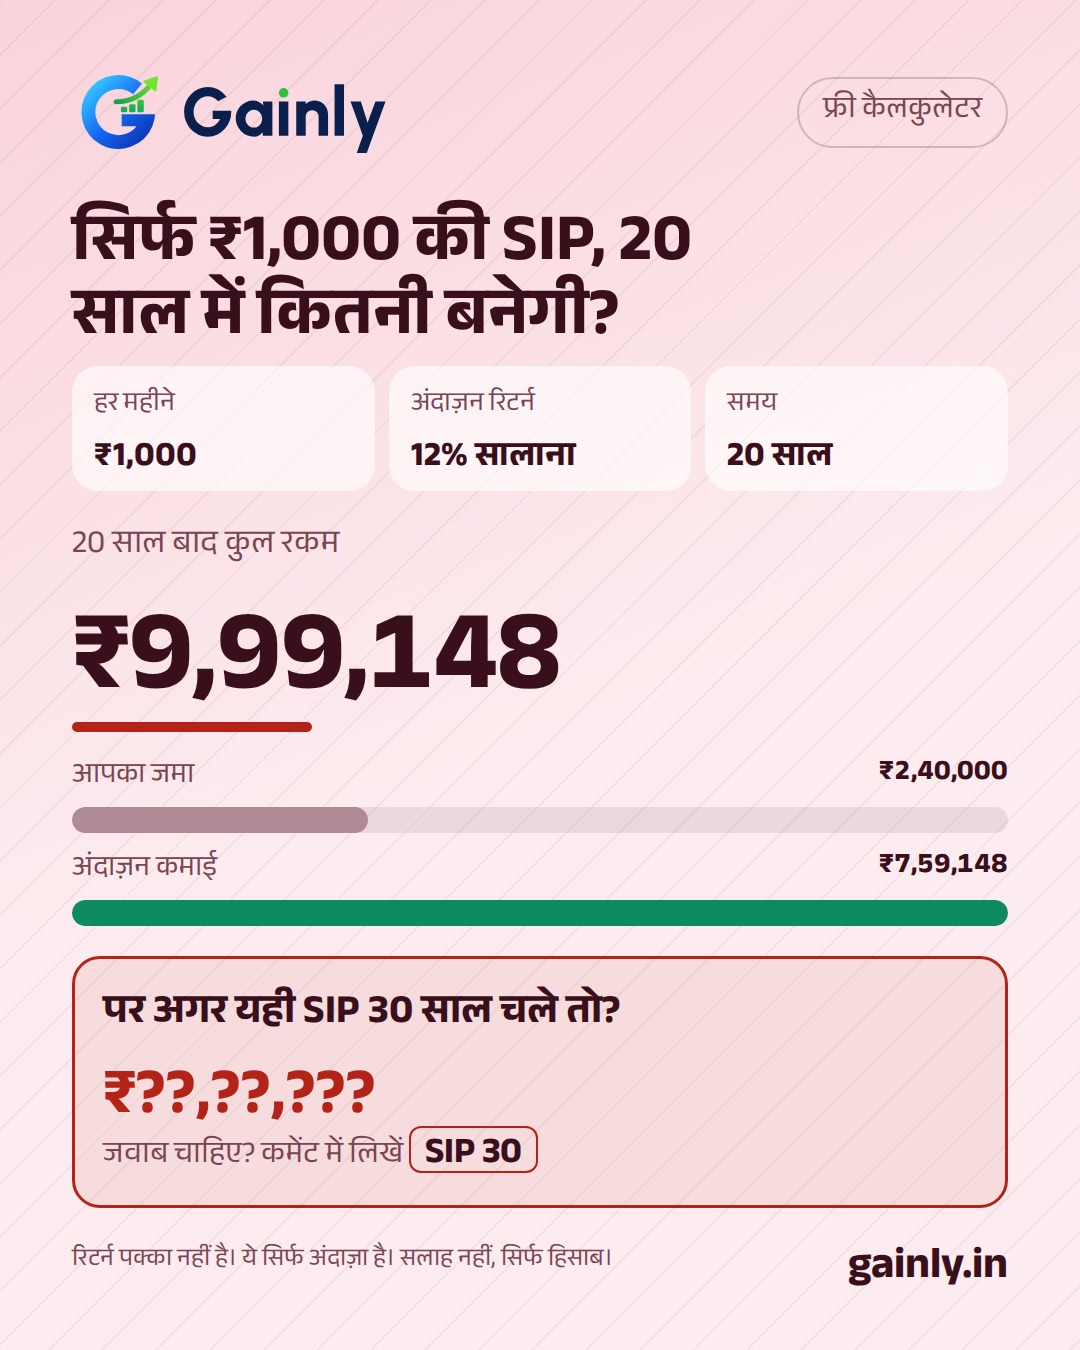 Gainly
फ्री कैलकुलेटर
सिर्फ ₹1,000 की SIP, 20
साल में कितनी बनेगी?
हर महीने
₹1,000
अंदाज़न रिटर्न
12% सालाना
समय
20 साल
20 साल बाद कुल रकम
₹9,99,148
आपका जमा
₹2,40,000
अंदाज़न कमाई
₹7,59,148
पर अगर यही SIP 30 साल चले तो?
₹??,??,???
जवाब चाहिए? कमेंट में लिखें SIP 30
रिटर्न पक्का नहीं है। ये सिर्फ अंदाज़ा है। सलाह नहीं, सिर्फ हिसाब।
gainly.in